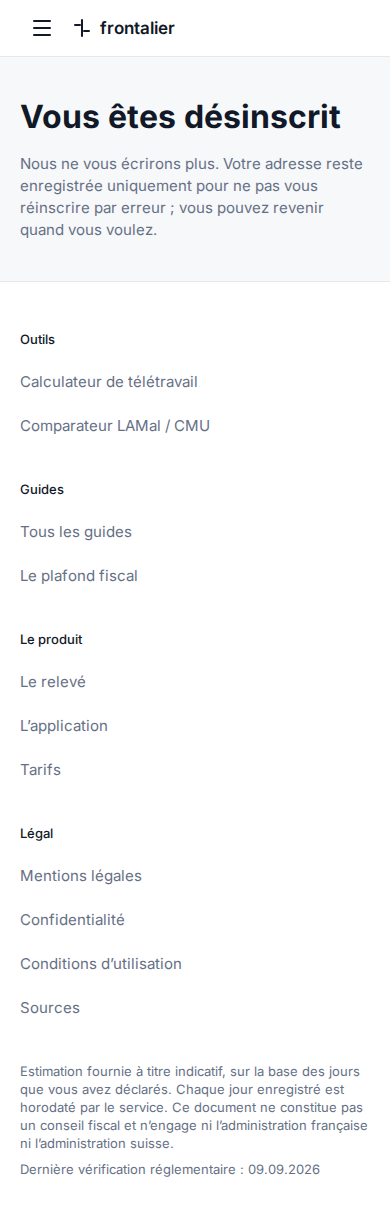 frontalier
Vous êtes désinscrit
Nous ne vous écrirons plus. Votre adresse reste
enregistrée uniquement pour ne pas vous
réinscrire par erreur ; vous pouvez revenir
quand vous voulez.
Outils
Calculateur de télétravail
Comparateur LAMal / CMU
Guides
Tous les guides
Le plafond fiscal
Le produit
Le relevé
L’application
Tarifs
Légal
Mentions légales
Confidentialité
Conditions d’utilisation
Sources
Estimation fournie à titre indicatif, sur la base des jours
que vous avez déclarés. Chaque jour enregistré est
horodaté par le service. Ce document ne constitue pas
un conseil fiscal et n’engage ni l’administration française
ni l’administration suisse.
Dernière vérification réglementaire : 09.09.2026